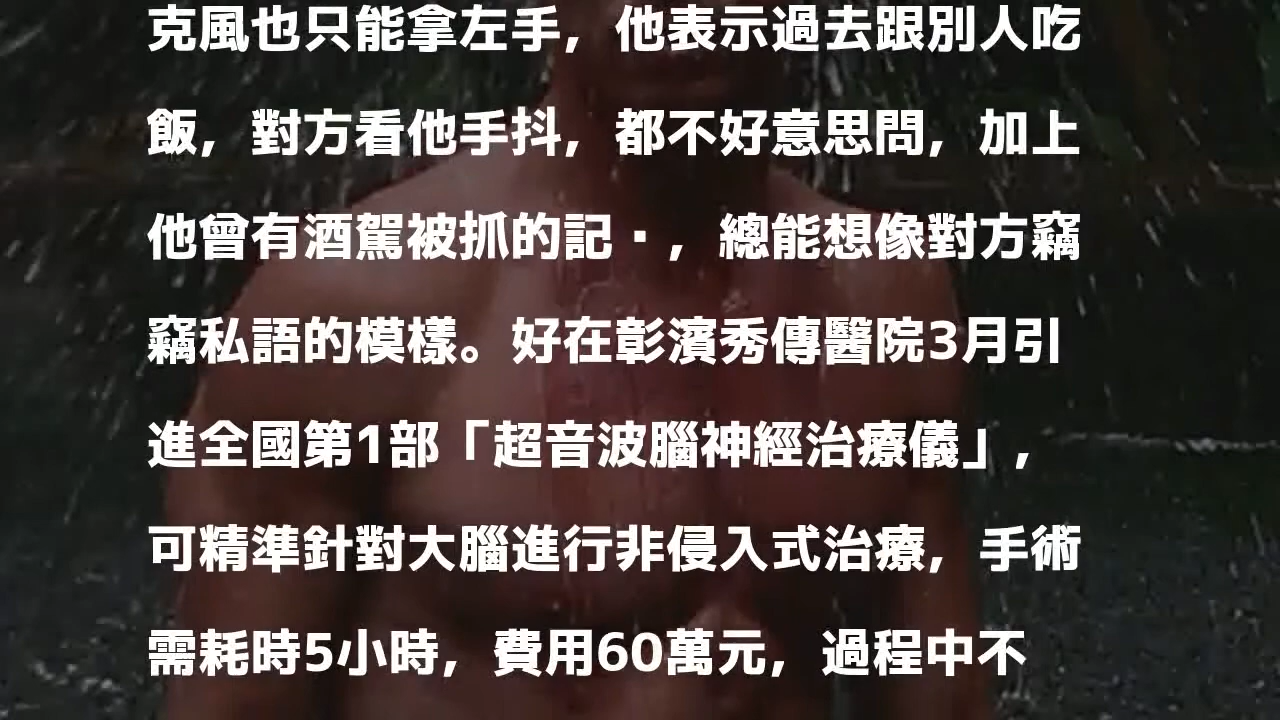 克風也只能拿左手，他表示過去跟別人吃
飯，對方看他手抖，都不好意思問，加上
他曾有酒駕被抓的記▪，總能想像對方竊
竊私語的模樣。好在彰濱秀傳醫院3月引
進全國第1部「超音波腦神經治療儀」，
可精準針對大腦進行非侵入式治療，手術
需耗時5小時，費用60萬元，過程中不